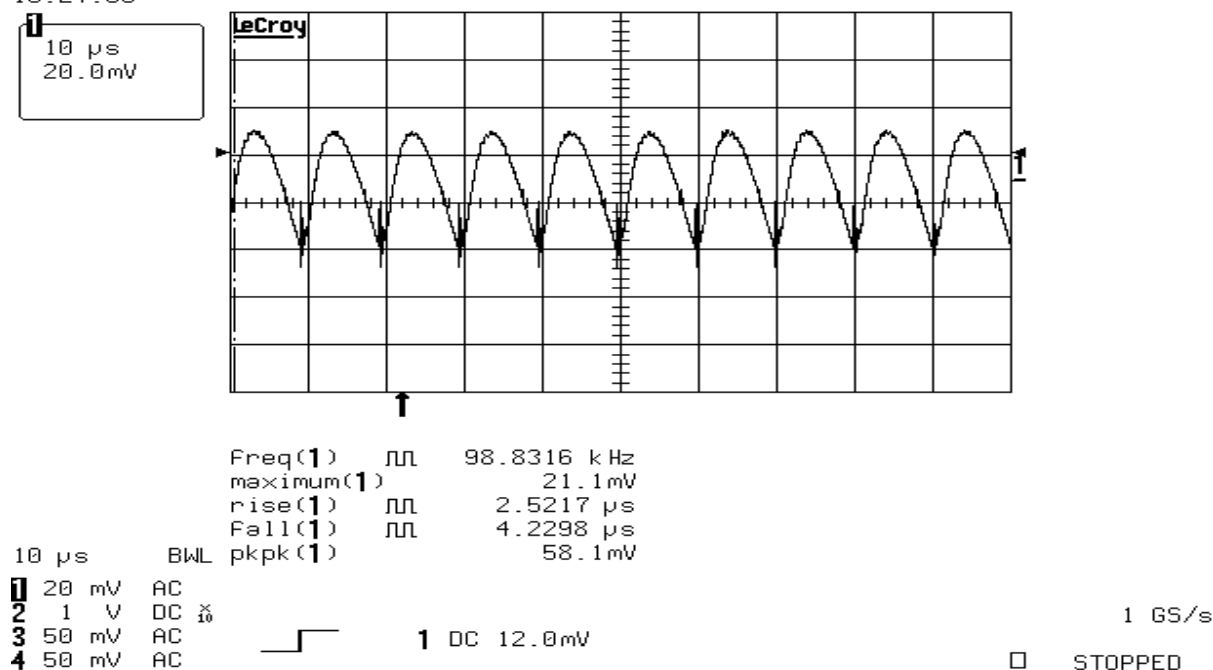 1
10 µs
20.0mV
LeCroy
1
Freq(1) 98.8316 kHz
maximum(1) 21.1mV
rise(1) 2.5217 µs
Fall(1) 4.2298 µs
pkpk(1) 58.1mV
10 µs BWL
1 20 mV AC
2 1 V DC x10
3 50 mV AC
4 50 mV AC
1 DC 12.0mV
1 GS/s
STOPPED